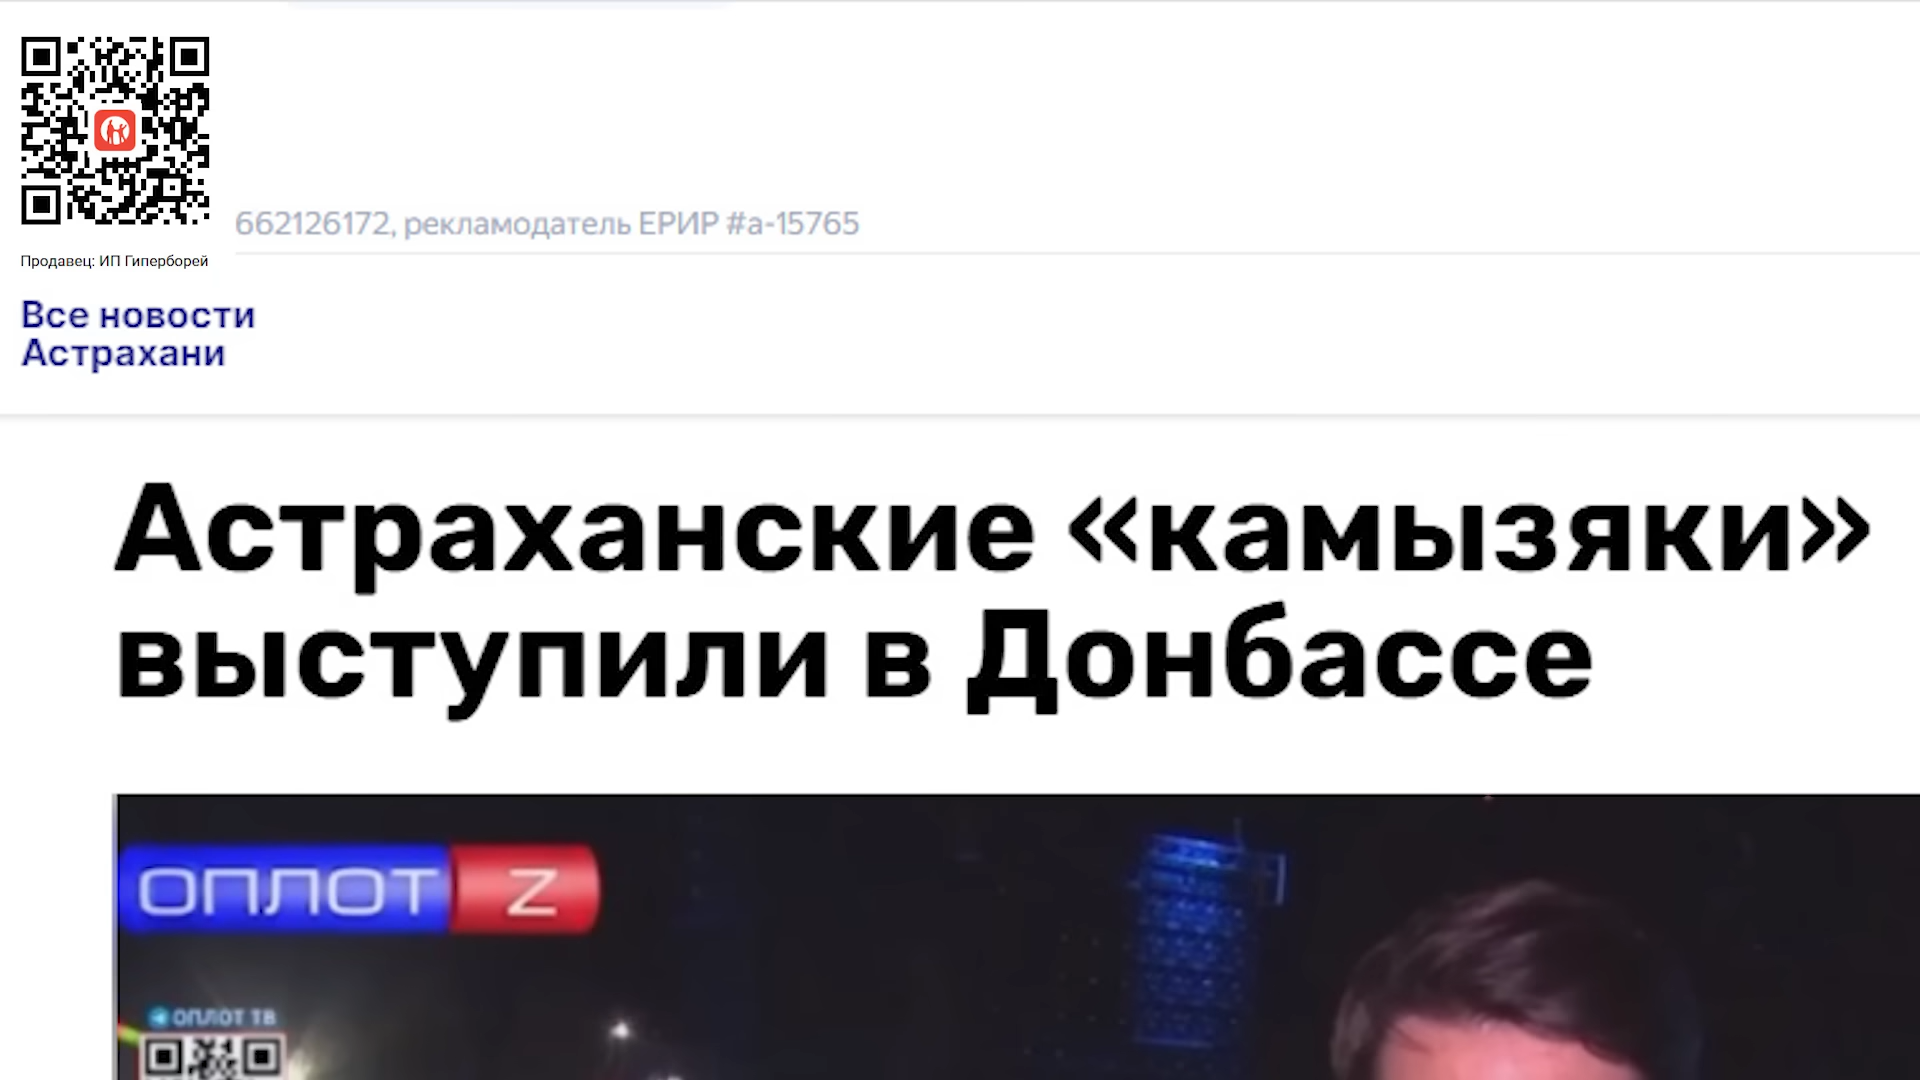 662126172, рекламодатель ЕРИР #a-15765
Продавец: ИП Гиперборей
Все новости
Астрахани
Астраханские «камызяки»
выступили в Донбассе
ОПЛОТ Z
ОПЛОТ ТВ